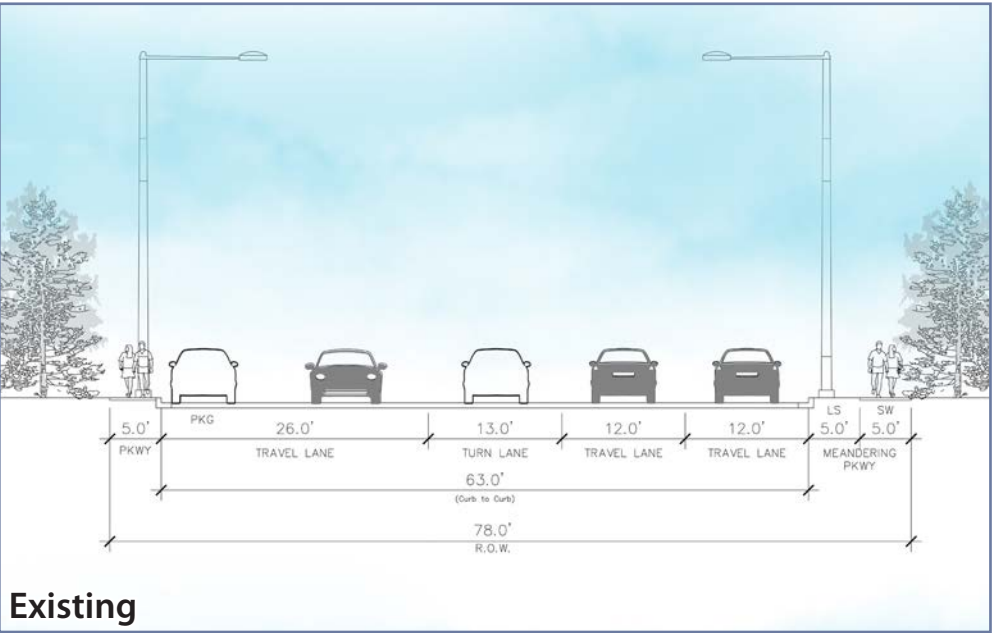 LS SW
PKG
5.0' 26.0' 13.0' 12.0' 12.0' 5.0' 5.0'
PKWY TRAVEL LANE TURN LANE TRAVEL LANE TRAVEL LANE MEANDERING
PKWY
63.0'
(Curb to Curb)
78.0'
R.O.W.
Existing